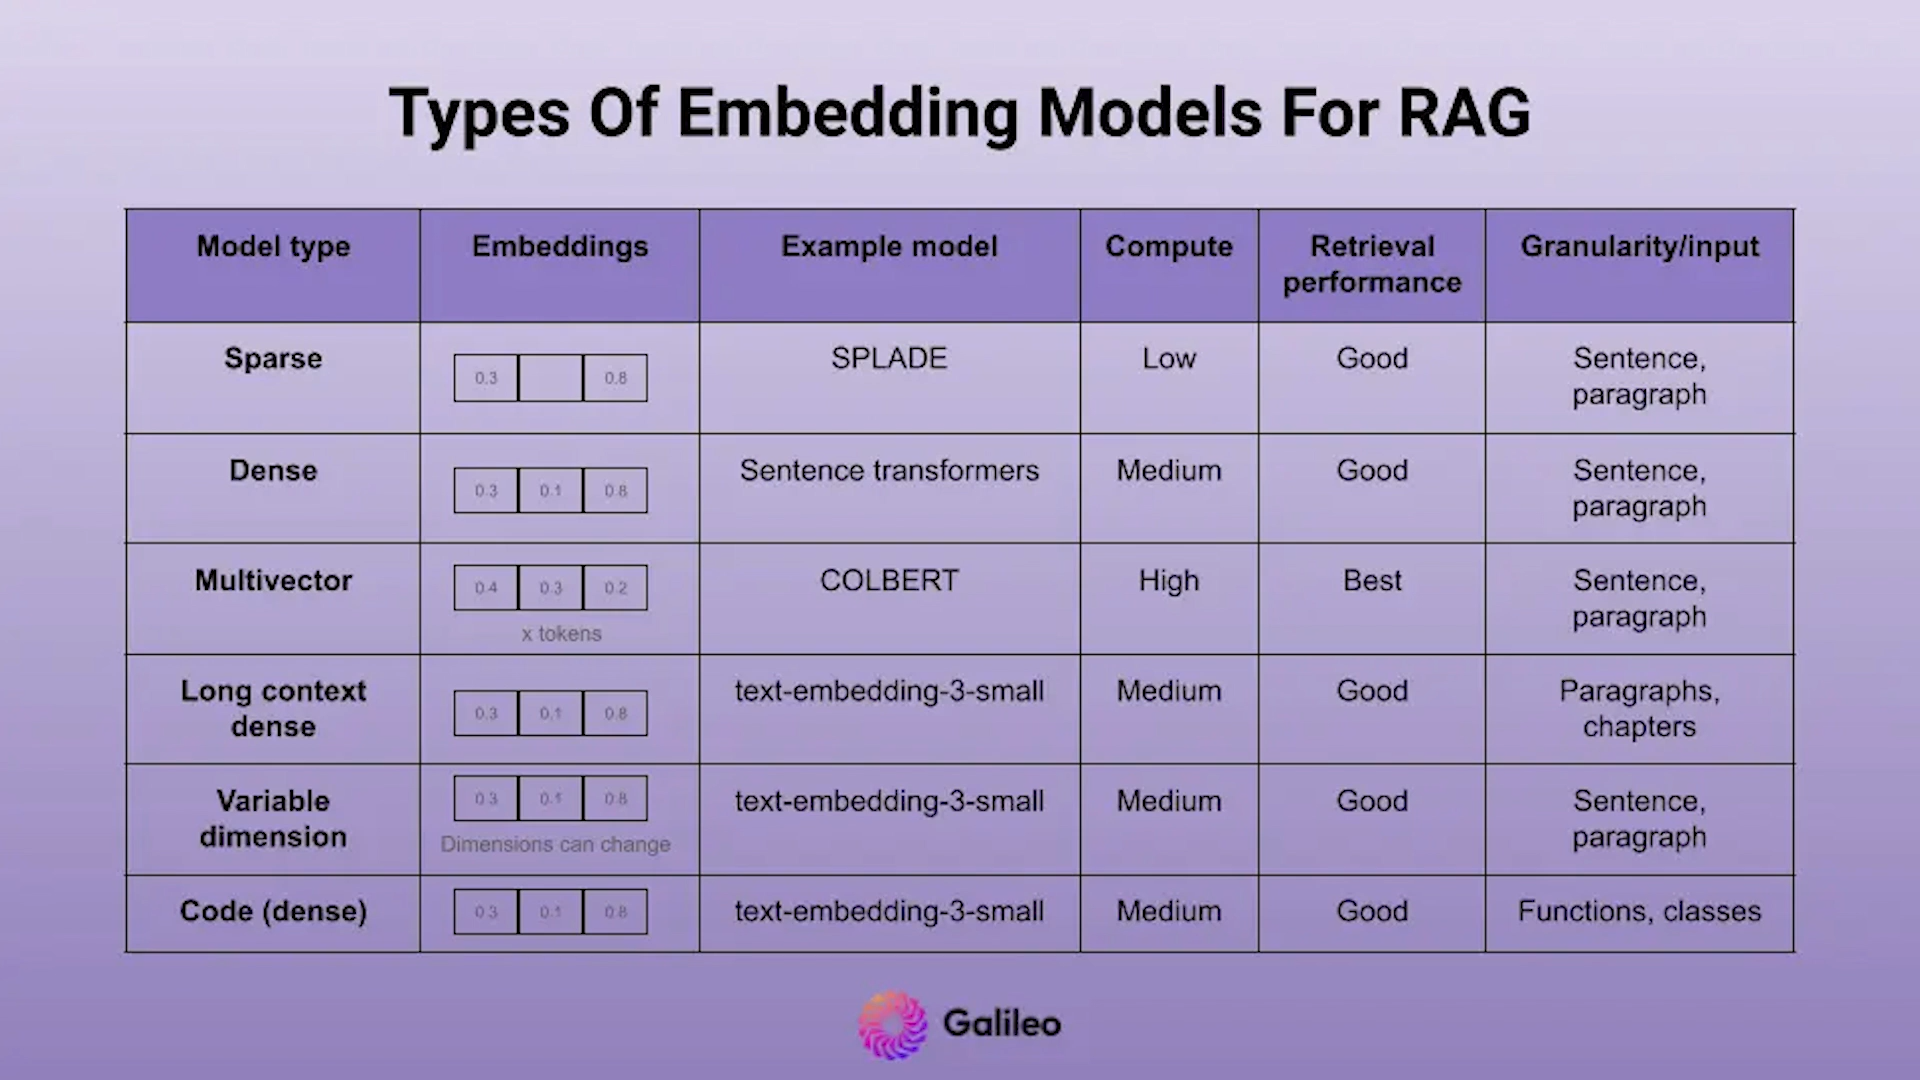 Types Of Embedding Models For RAG
Model type Embeddings Example model Compute Retrieval performance Granularity/input
Sparse 0.3 0.8 SPLADE Low Good Sentence, paragraph
Dense 0.3 0.1 0.8 Sentence transformers Medium Good Sentence, paragraph
Multivector 0.4 0.3 0.2 x tokens COLBERT High Best Sentence, paragraph
Long context dense 0.3 0.1 0.8 text-embedding-3-small Medium Good Paragraphs, chapters
Variable dimension 0.3 0.1 0.8 Dimensions can change text-embedding-3-small Medium Good Sentence, paragraph
Code (dense) 0.3 0.1 0.8 text-embedding-3-small Medium Good Functions, classes
Galileo